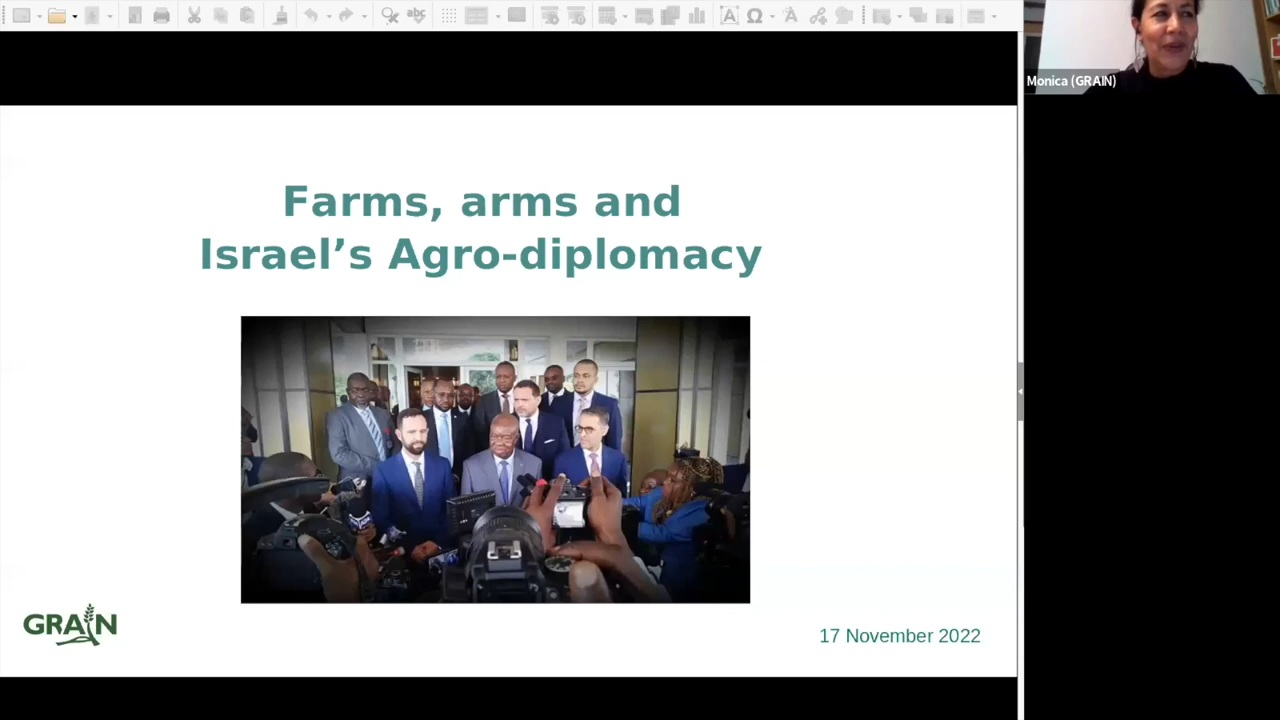 Monica (GRAIN)
Farms, arms and
Israel’s Agro-diplomacy
GRAIN
17 November 2022